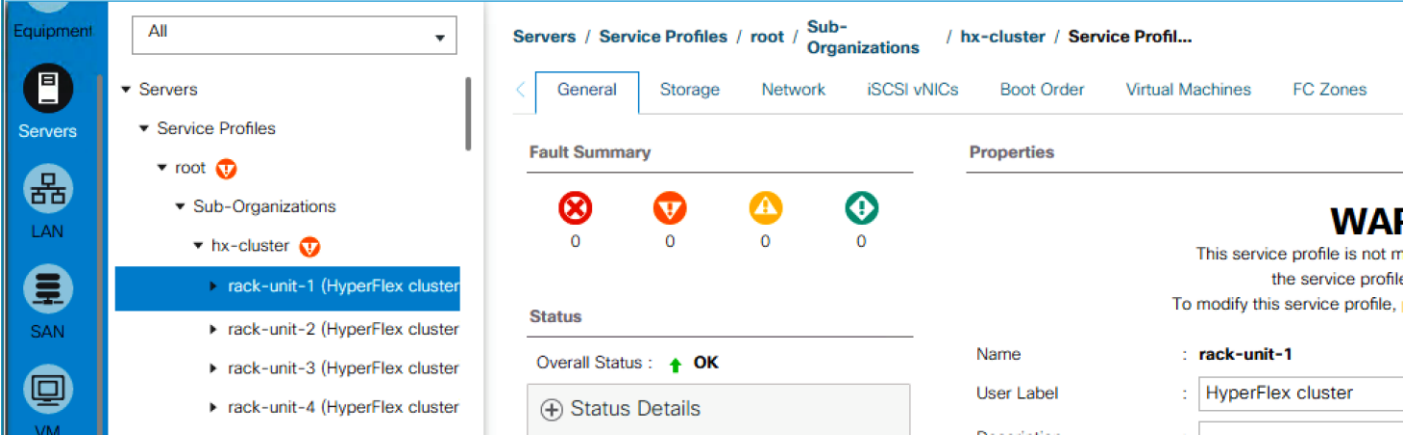 Equipment
Servers
LAN
SAN
VM
All
Servers
Service Profiles
root
Sub-Organizations
hx-cluster
rack-unit-1 (HyperFlex cluster
rack-unit-2 (HyperFlex cluster
rack-unit-3 (HyperFlex cluster
rack-unit-4 (HyperFlex cluster
Servers / Service Profiles / root / Sub-Organizations / hx-cluster / Service Profil...
General Storage Network iSCSI vNICs Boot Order Virtual Machines FC Zones
Fault Summary
0 0 0 0
Status
Overall Status : OK
Status Details
Properties
This service profile is not
the service profile
To modify this service profile,
Name : rack-unit-1
User Label : HyperFlex cluster